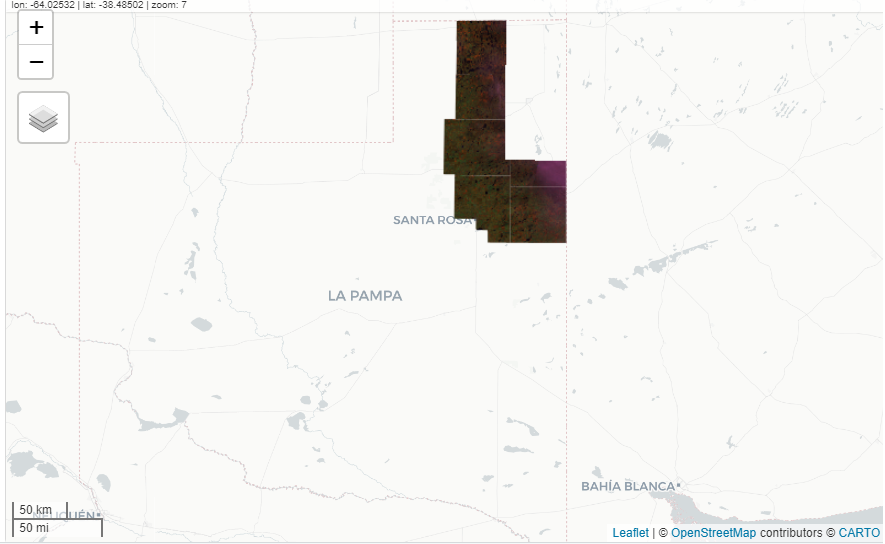 lon: -64.02532 | lat: -38.48502 | zoom: 7
+
−
SANTA ROSA
LA PAMPA
BAHÍA BLANCA
NEUQUÉN
50 km
50 mi
Leaflet | © OpenStreetMap contributors © CARTO